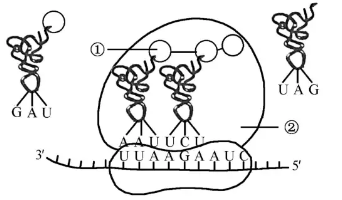 ①
U A G
G A U
②
A A U U C U
3′ U U A A G A A U C 5′